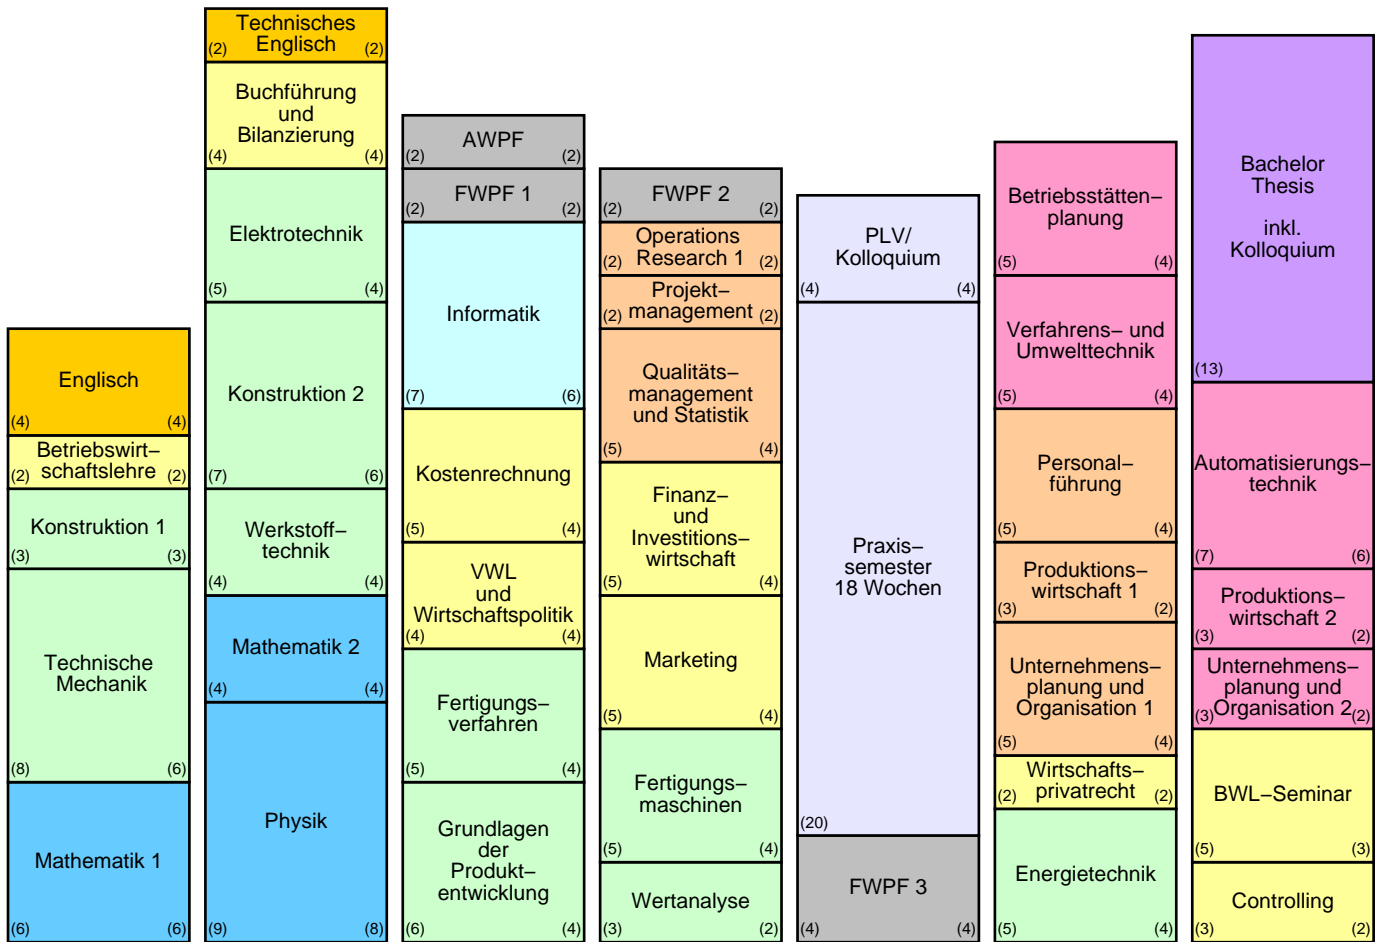 Englisch
(4) (4)
Betriebswirt–
(2) schaftslehre (2)
Konstruktion 1
(3) (3)
Technische
Mechanik
(8) (6)
Mathematik 1
(6) (6)
Technisches
(2) Englisch (2)
Buchführung
und
Bilanzierung
(4) (4)
Elektrotechnik
(5) (4)
Konstruktion 2
(7) (6)
Werkstoff–
technik
(4) (4)
Mathematik 2
(4) (4)
Physik
(9) (8)
AWPF
(2) (2)
FWPF 1
(2) (2)
Informatik
(7) (6)
Kostenrechnung
(5) (4)
VWL
und
Wirtschaftspolitik
(4) (4)
Fertigungs–
verfahren
(5) (4)
Grundlagen
der
Produkt–
entwicklung
(6) (4)
FWPF 2
(2) (2)
Operations
(2) Research 1 (2)
Projekt–
(2) management (2)
Qualitäts–
management
und Statistik
(5) (4)
Finanz–
und
Investitions–
wirtschaft
(5) (4)
Marketing
(5) (4)
Fertigungs–
maschinen
(5) (4)
Wertanalyse
(3) (2)
PLV/
Kolloquium
(4) (4)
Praxis–
semester
18 Wochen
(20)
FWPF 3
(4) (4)
Betriebsstätten–
planung
(5) (4)
Verfahrens– und
Umwelttechnik
(5) (4)
Personal–
führung
(5) (4)
Produktions–
wirtschaft 1
(3) (2)
Unternehmens–
planung und
Organisation 1
(5) (4)
Wirtschafts–
(2) privatrecht (2)
Energietechnik
(5) (4)
Bachelor
Thesis
inkl.
Kolloquium
(13)
Automatisierungs–
technik
(7) (6)
Produktions–
wirtschaft 2
(3) (2)
Unternehmens–
planung und
(3) Organisation 2 (2)
BWL–Seminar
(5) (3)
Controlling
(3) (2)